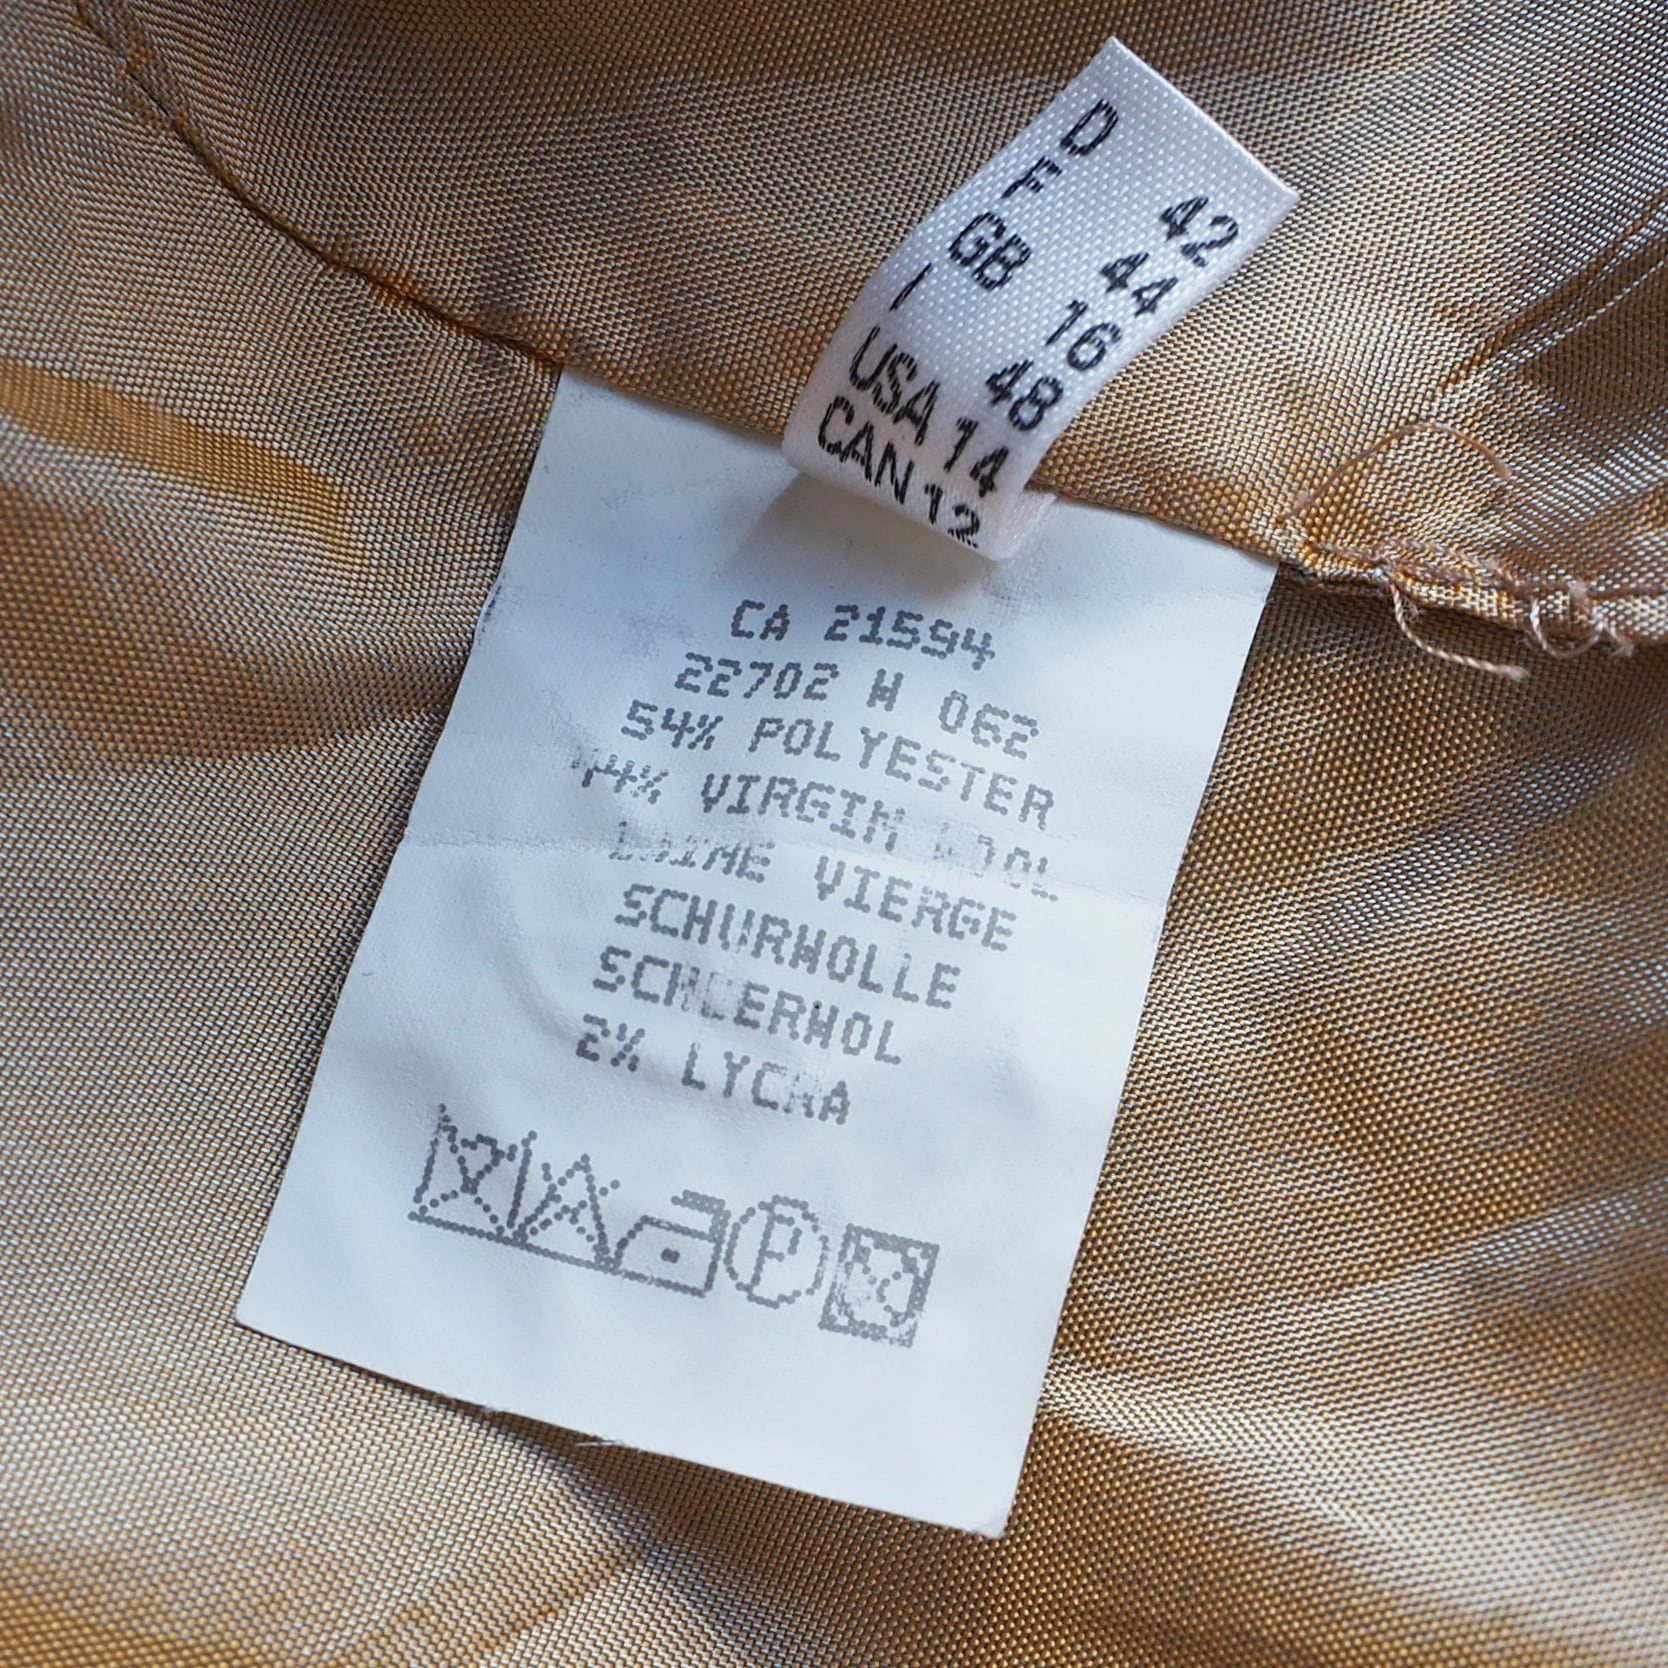 D 42
F 44
GB 16
I 48
USA 14
CAN 12
CA 21594
22702 W 062
54% POLYESTER
44% VIRGIN WOOL
LAINE VIERGE
SCHURWOLLE
SCHEERWOL
2% LYCRA
P